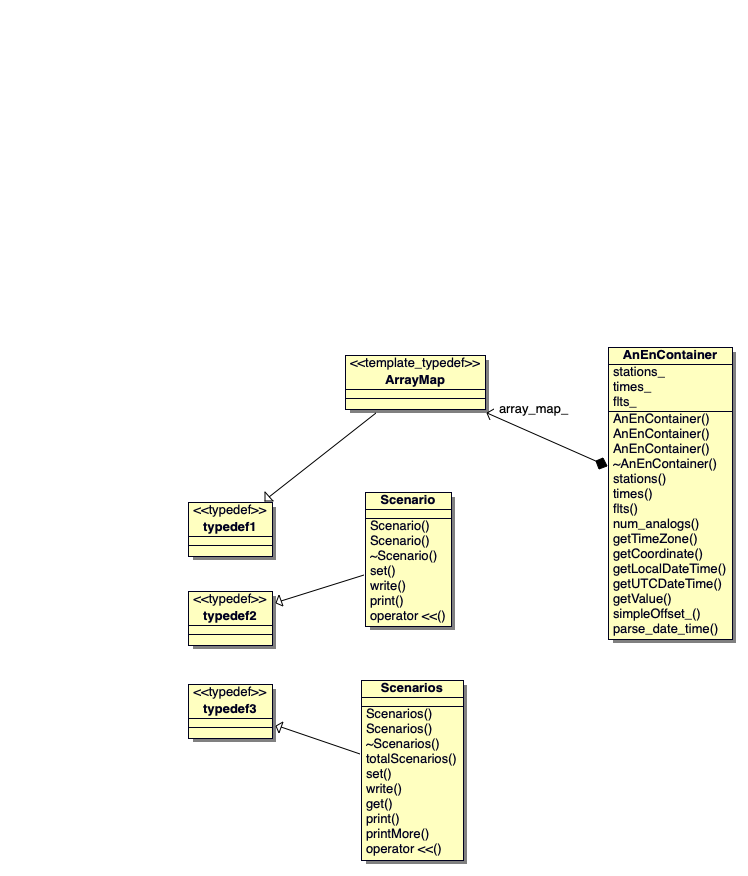 <<template_typedef>>
ArrayMap
AnEnContainer
stations_
times_
flts_
AnEnContainer()
AnEnContainer()
AnEnContainer()
~AnEnContainer()
stations()
times()
flts()
num_analogs()
getTimeZone()
getCoordinate()
getLocalDateTime()
getUTCDateTime()
getValue()
simpleOffset_()
parse_date_time()
array_map_
<<typedef>>
typedef1
Scenario
Scenario()
Scenario()
~Scenario()
set()
write()
print()
operator <<()
<<typedef>>
typedef2
<<typedef>>
typedef3
Scenarios
Scenarios()
Scenarios()
~Scenarios()
totalScenarios()
set()
write()
get()
print()
printMore()
operator <<()